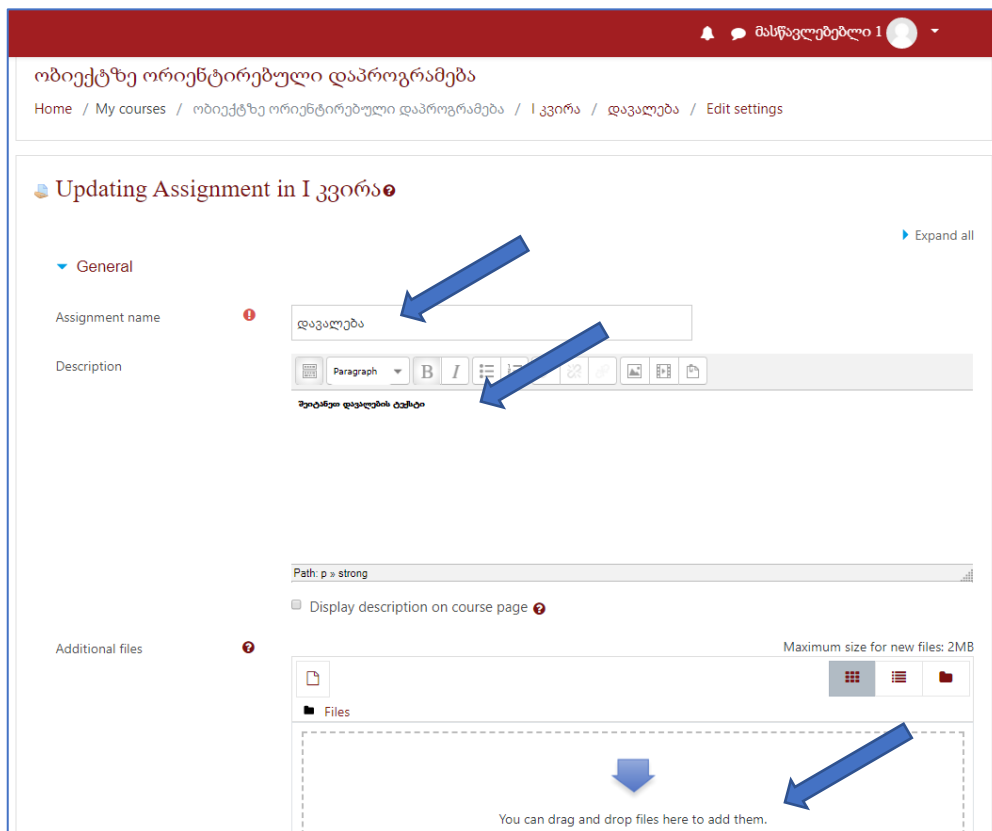 მასწავლებებლო 1
ობიექტზე ორიენტირებული დაპროგრამება
Home / My courses / ობიექტზე ორიენტირებული დაპროგრამება / I კვირა / დავალება / Edit settings
Updating Assignment in I კვირა
Expand all
General
Assignment name
დავალება
Description
Paragraph B I
შეიტანეთ დავალების ტექსტი
Path: p » strong
Display description on course page
Additional files
Maximum size for new files: 2MB
Files
You can drag and drop files here to add them.